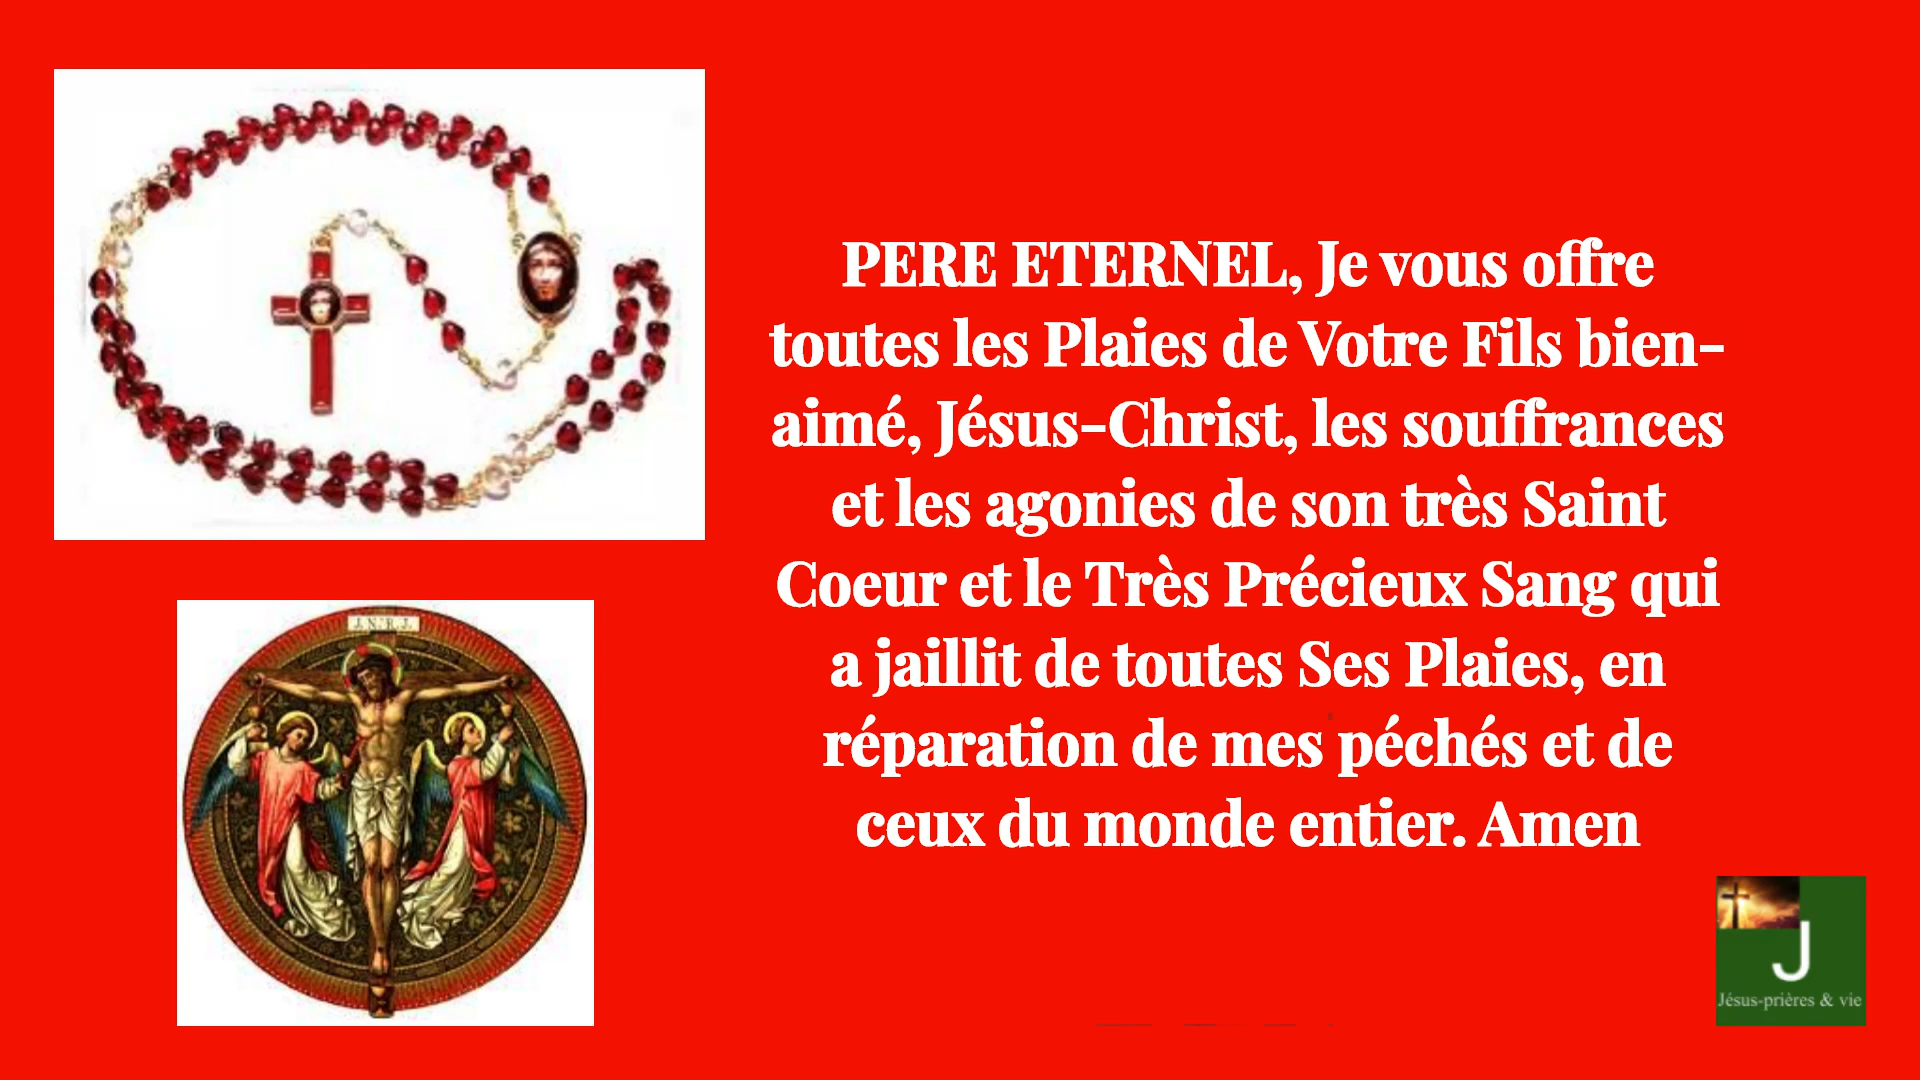 PERE ETERNEL, Je vous offre
toutes les Plaies de Votre Fils bien-
aimé, Jésus-Christ, les souffrances
et les agonies de son très Saint
Coeur et le Très Précieux Sang qui
a jaillit de toutes Ses Plaies, en
réparation de mes péchés et de
ceux du monde entier. Amen
J.N.R.J.
J
Jésus-prières & vie